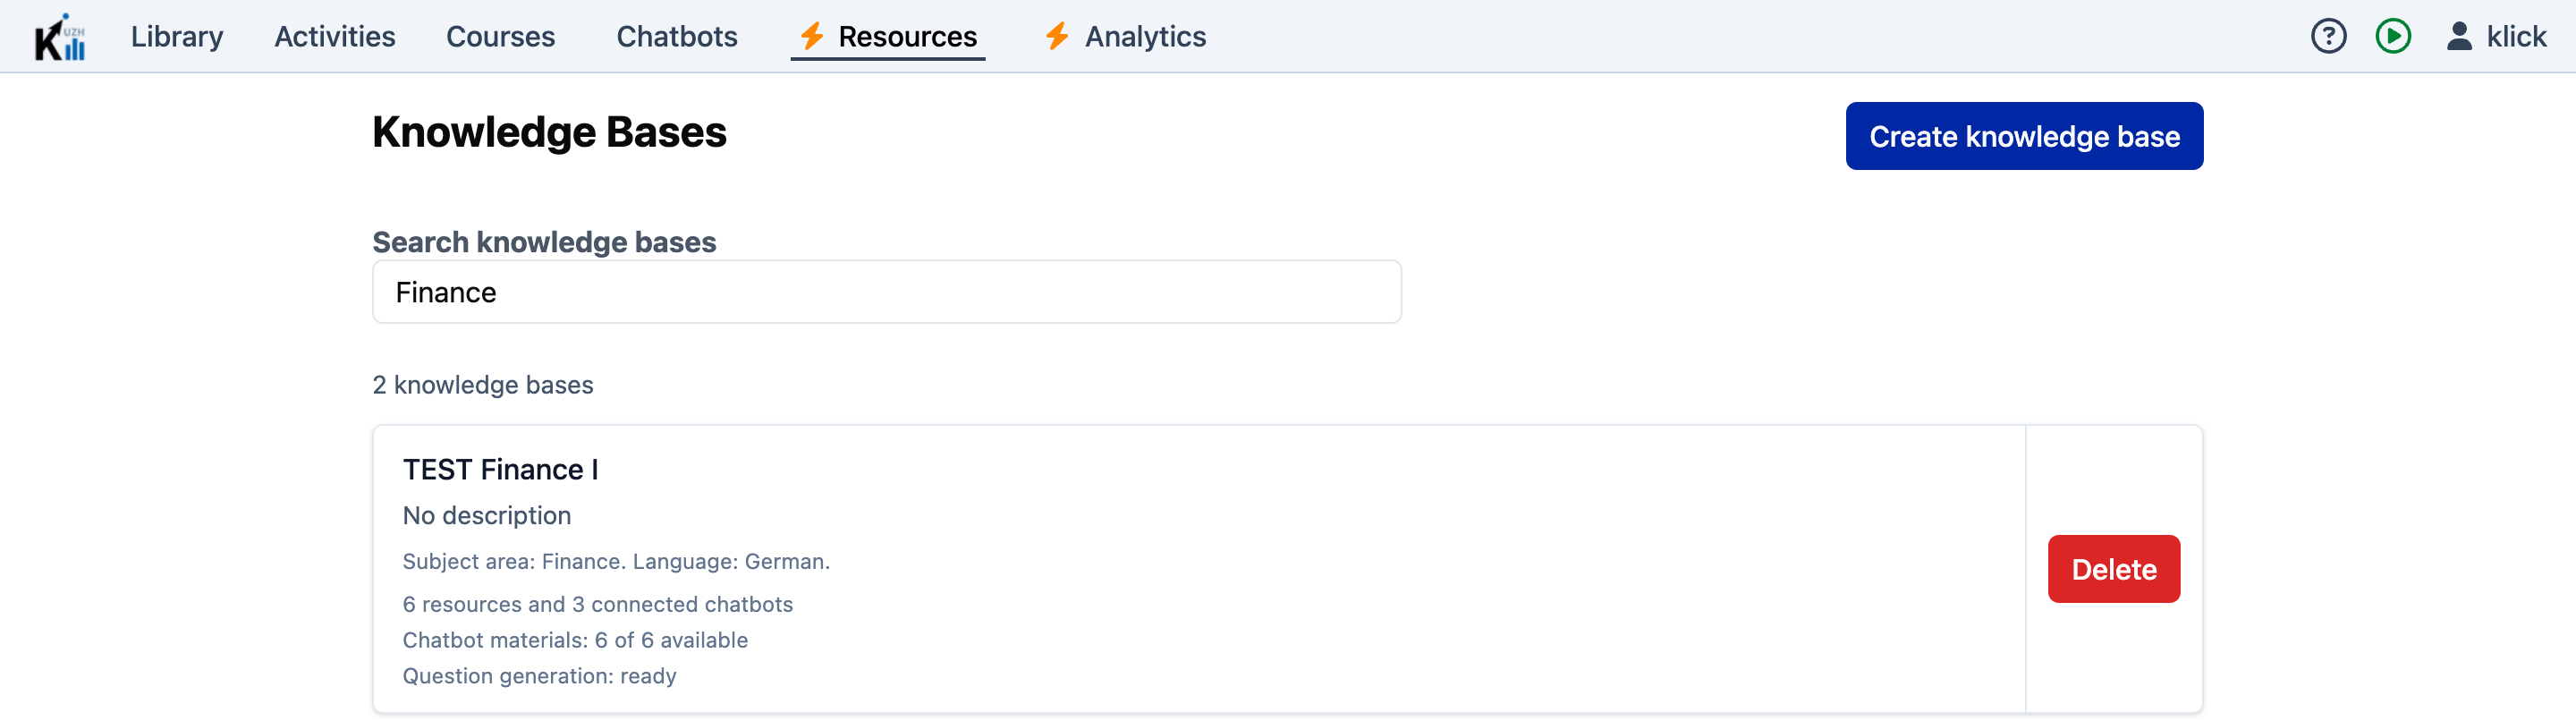 K UZH
Library
Activities
Courses
Chatbots
Resources
Analytics
?
klick
Knowledge Bases
Create knowledge base
Search knowledge bases
Finance
2 knowledge bases
TEST Finance I
No description
Subject area: Finance. Language: German.
6 resources and 3 connected chatbots
Chatbot materials: 6 of 6 available
Question generation: ready
Delete